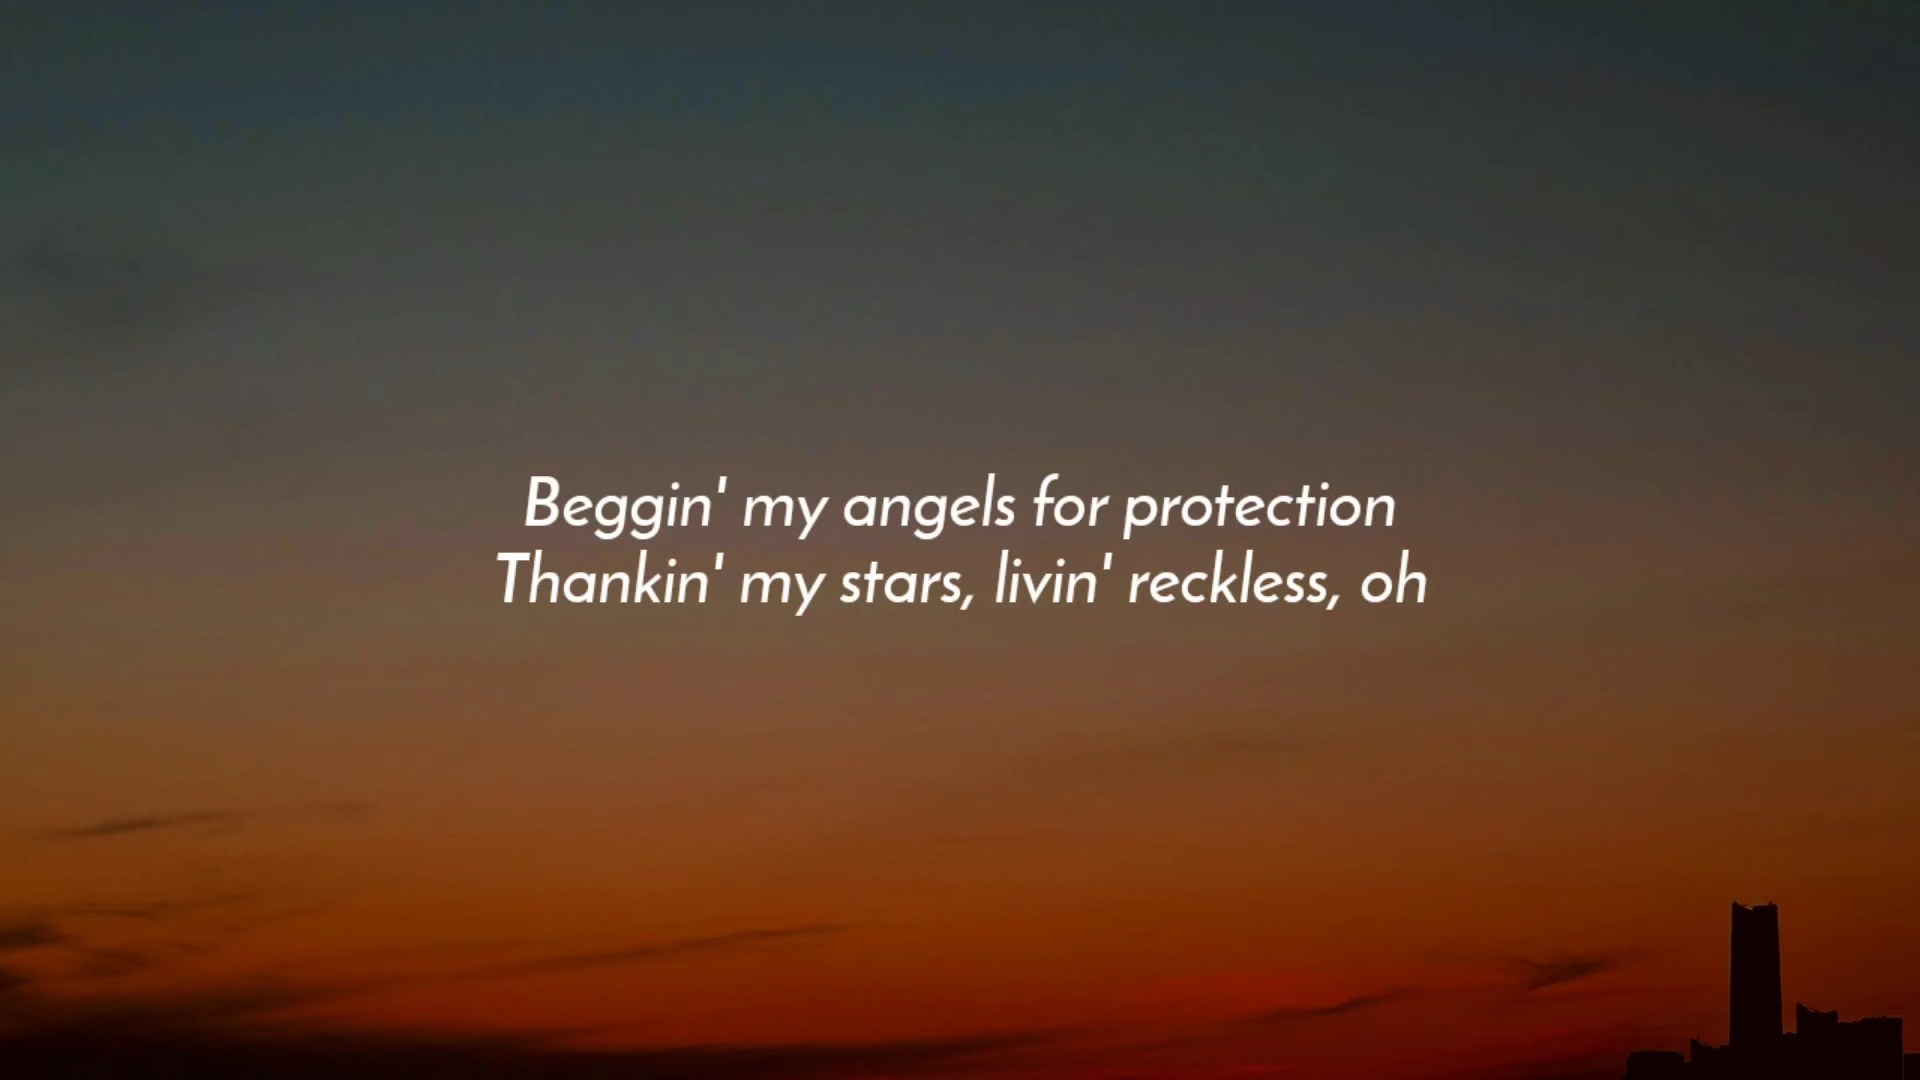 Beggin' my angels for protection
Thankin' my stars, livin' reckless, oh